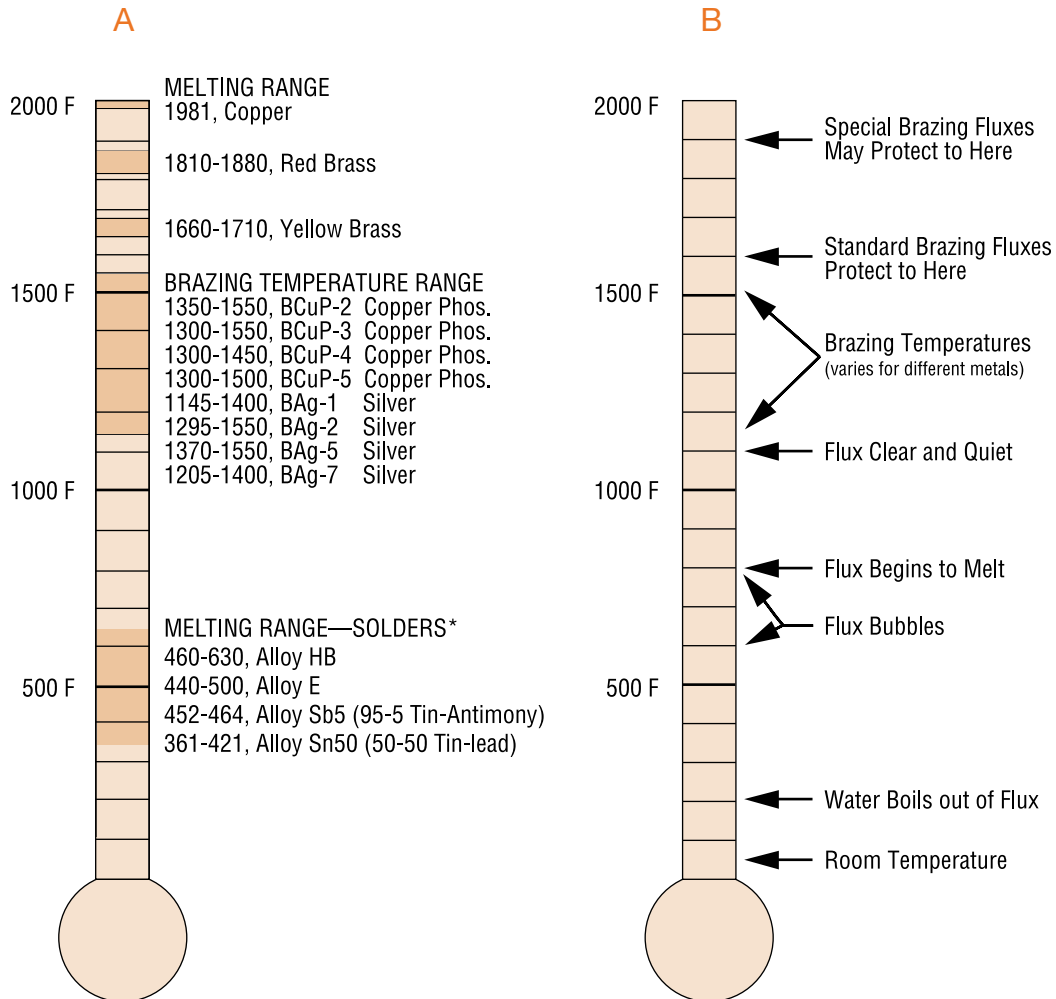 A
MELTING RANGE
2000 F
1981, Copper
1810-1880, Red Brass
1660-1710, Yellow Brass
BRAZING TEMPERATURE RANGE
1500 F
1350-1550, BCuP-2 Copper Phos.
1300-1550, BCuP-3 Copper Phos.
1300-1450, BCuP-4 Copper Phos.
1300-1500, BCuP-5 Copper Phos.
1145-1400, BAg-1 Silver
1295-1550, BAg-2 Silver
1370-1550, BAg-5 Silver
1205-1400, BAg-7 Silver
1000 F
MELTING RANGE—SOLDERS*
460-630, Alloy HB
500 F
440-500, Alloy E
452-464, Alloy Sb5 (95-5 Tin-Antimony)
361-421, Alloy Sn50 (50-50 Tin-lead)
B
2000 F
Special Brazing Fluxes
May Protect to Here
Standard Brazing Fluxes
Protect to Here
1500 F
Brazing Temperatures
(varies for different metals)
Flux Clear and Quiet
1000 F
Flux Begins to Melt
Flux Bubbles
500 F
Water Boils out of Flux
Room Temperature